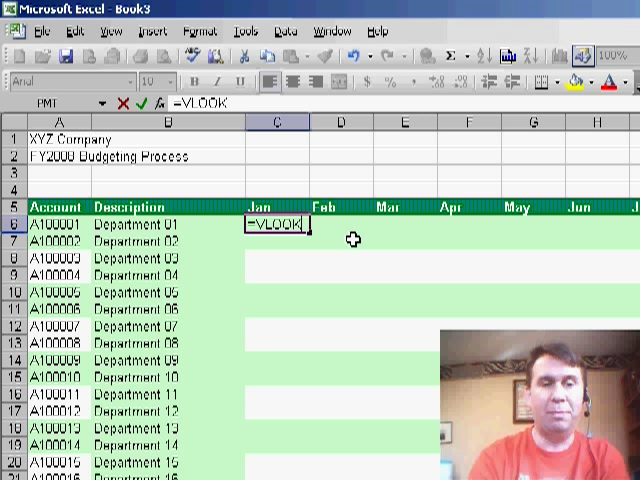 Microsoft Excel - Book3
File Edit View Insert Format Tools Data Window Help
100%
Arial 10 B I U $ % ,
PMT =VLOOK
A B C D E F G H
1 XYZ Company
2 FY2008 Budgeting Process
3
4
5 Account Description Jan Feb Mar Apr May Jun J
6 A100001 Department 01 =VLOOK
7 A100002 Department 02
8 A100003 Department 03
9 A100004 Department 04
10 A100005 Department 05
11 A100006 Department 06
12 A100007 Department 07
13 A100008 Department 08
14 A100009 Department 09
15 A100010 Department 10
16 A100011 Department 11
17 A100012 Department 12
18 A100013 Department 13
19 A100014 Department 14
20 A100015 Department 15